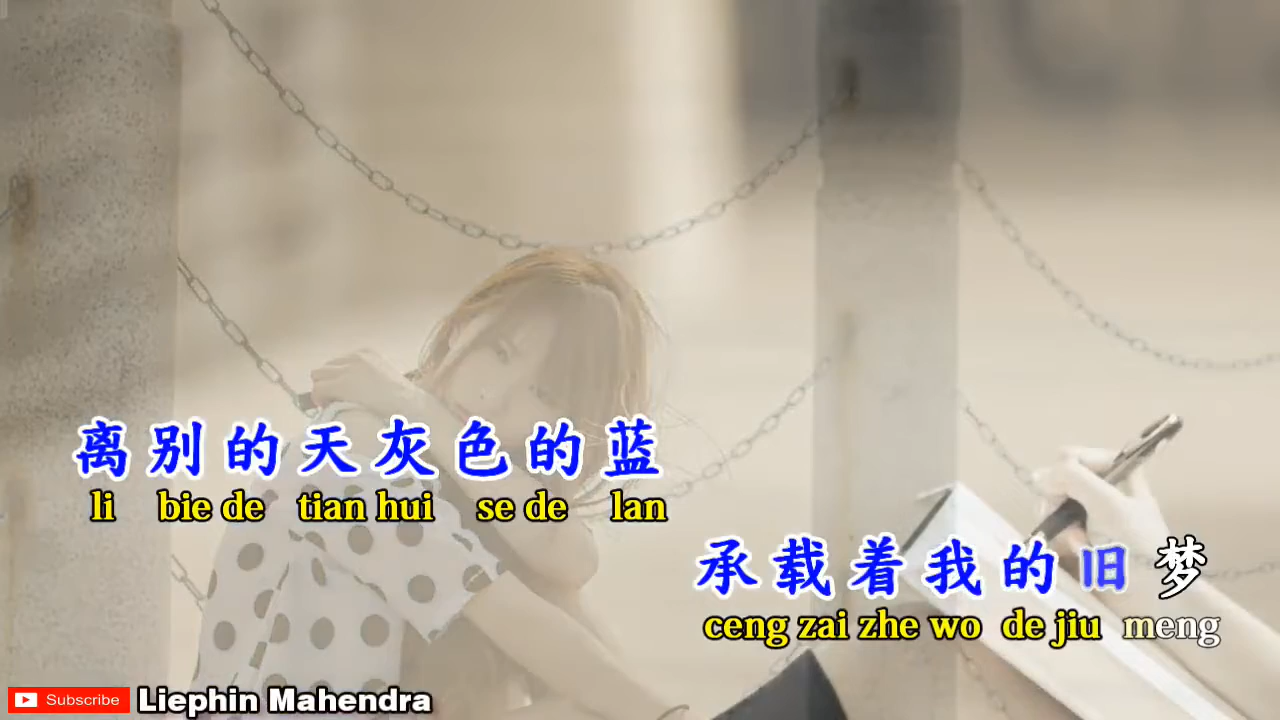 离别的天灰色的蓝
li bie de tian hui se de lan
承载着我的旧梦
ceng zai zhe wo de jiu meng
Subscribe Liephin Mahendra